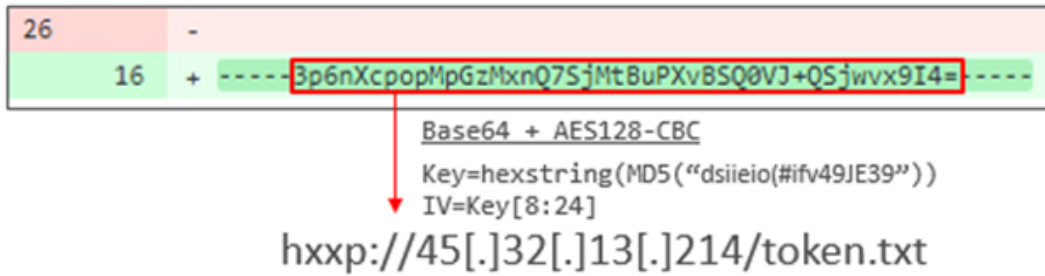 26 -
16 + -----3p6nXcpopMpGzMxnQ7SjMtBuPXvBSQ0VJ+QSjwvx9I4=-----
Base64 + AES128-CBC
Key=hexstring(MD5(“dsiieio(#ifv49JE39”))
IV=Key[8:24]
hxxp://45[.]32[.]13[.]214/token.txt